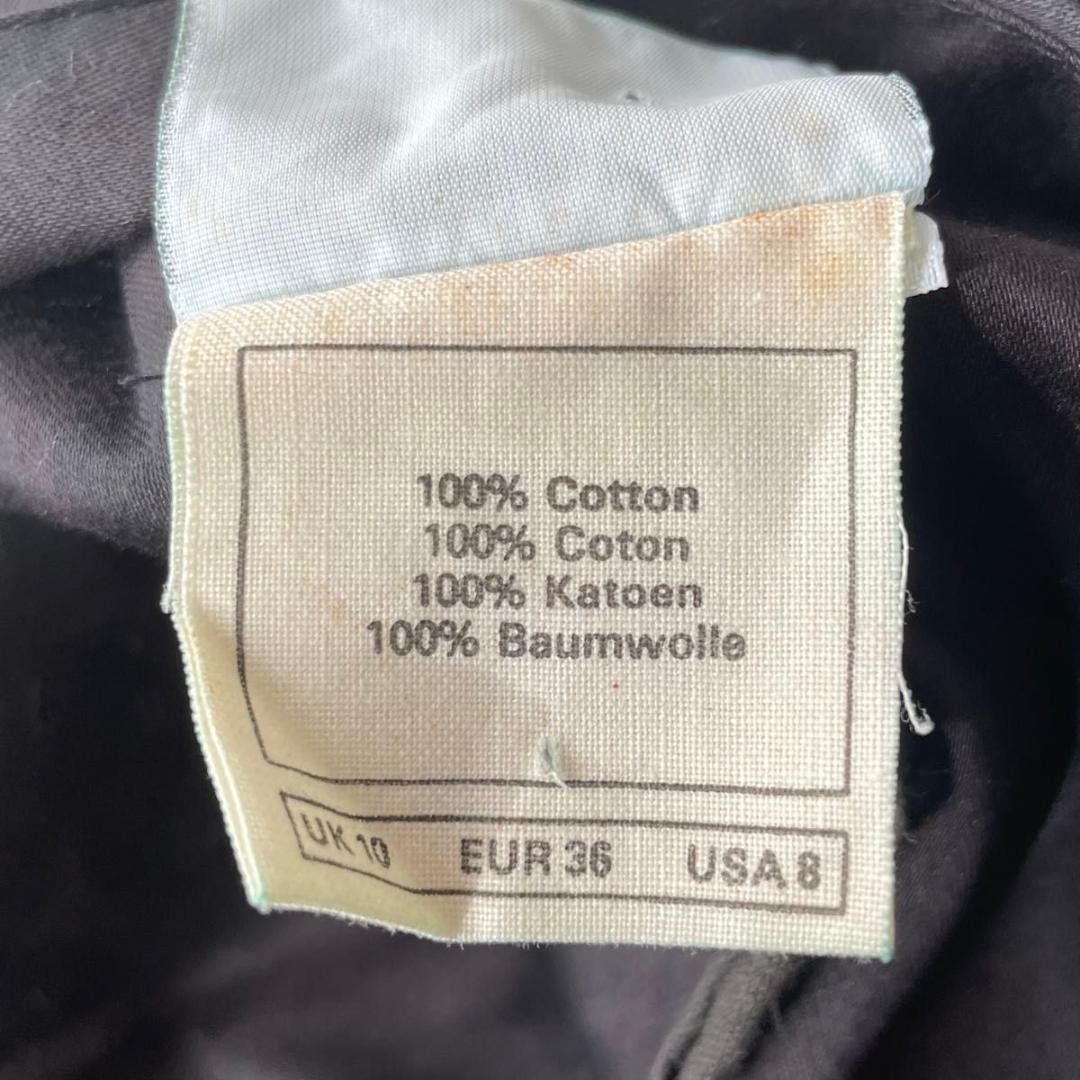 100% Cotton
100% Coton
100% Katoen
100% Baumwolle
UK 10 EUR 36 USA 8